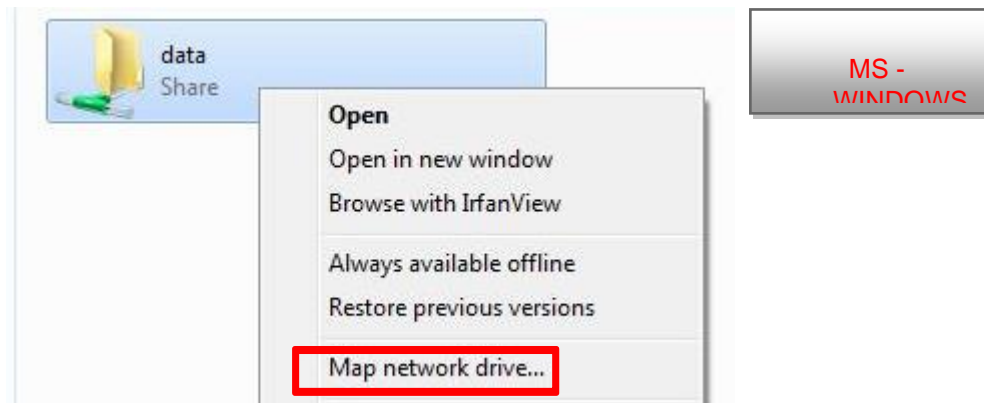 data
Share
Open
Open in new window
Browse with IrfanView
Always available offline
Restore previous versions
Map network drive...
MS -
WINDOWS